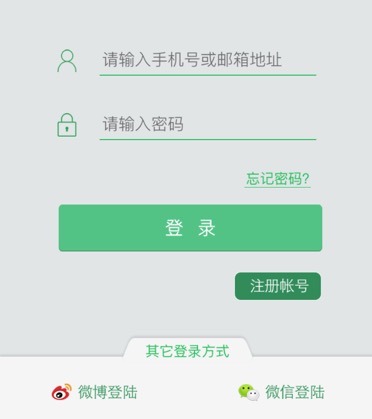 请输入手机号或邮箱地址
请输入密码
忘记密码?
登 录
注册帐号
其它登录方式
微博登陆 微信登陆